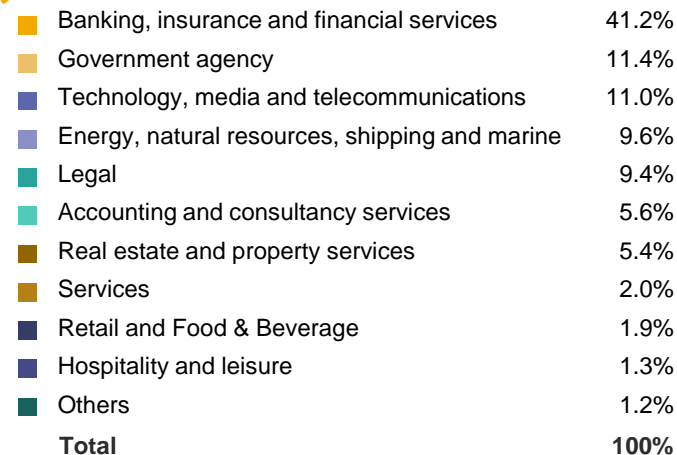 Banking, insurance and financial services 41.2%
Government agency 11.4%
Technology, media and telecommunications 11.0%
Energy, natural resources, shipping and marine 9.6%
Legal 9.4%
Accounting and consultancy services 5.6%
Real estate and property services 5.4%
Services 2.0%
Retail and Food & Beverage 1.9%
Hospitality and leisure 1.3%
Others 1.2%
Total 100%